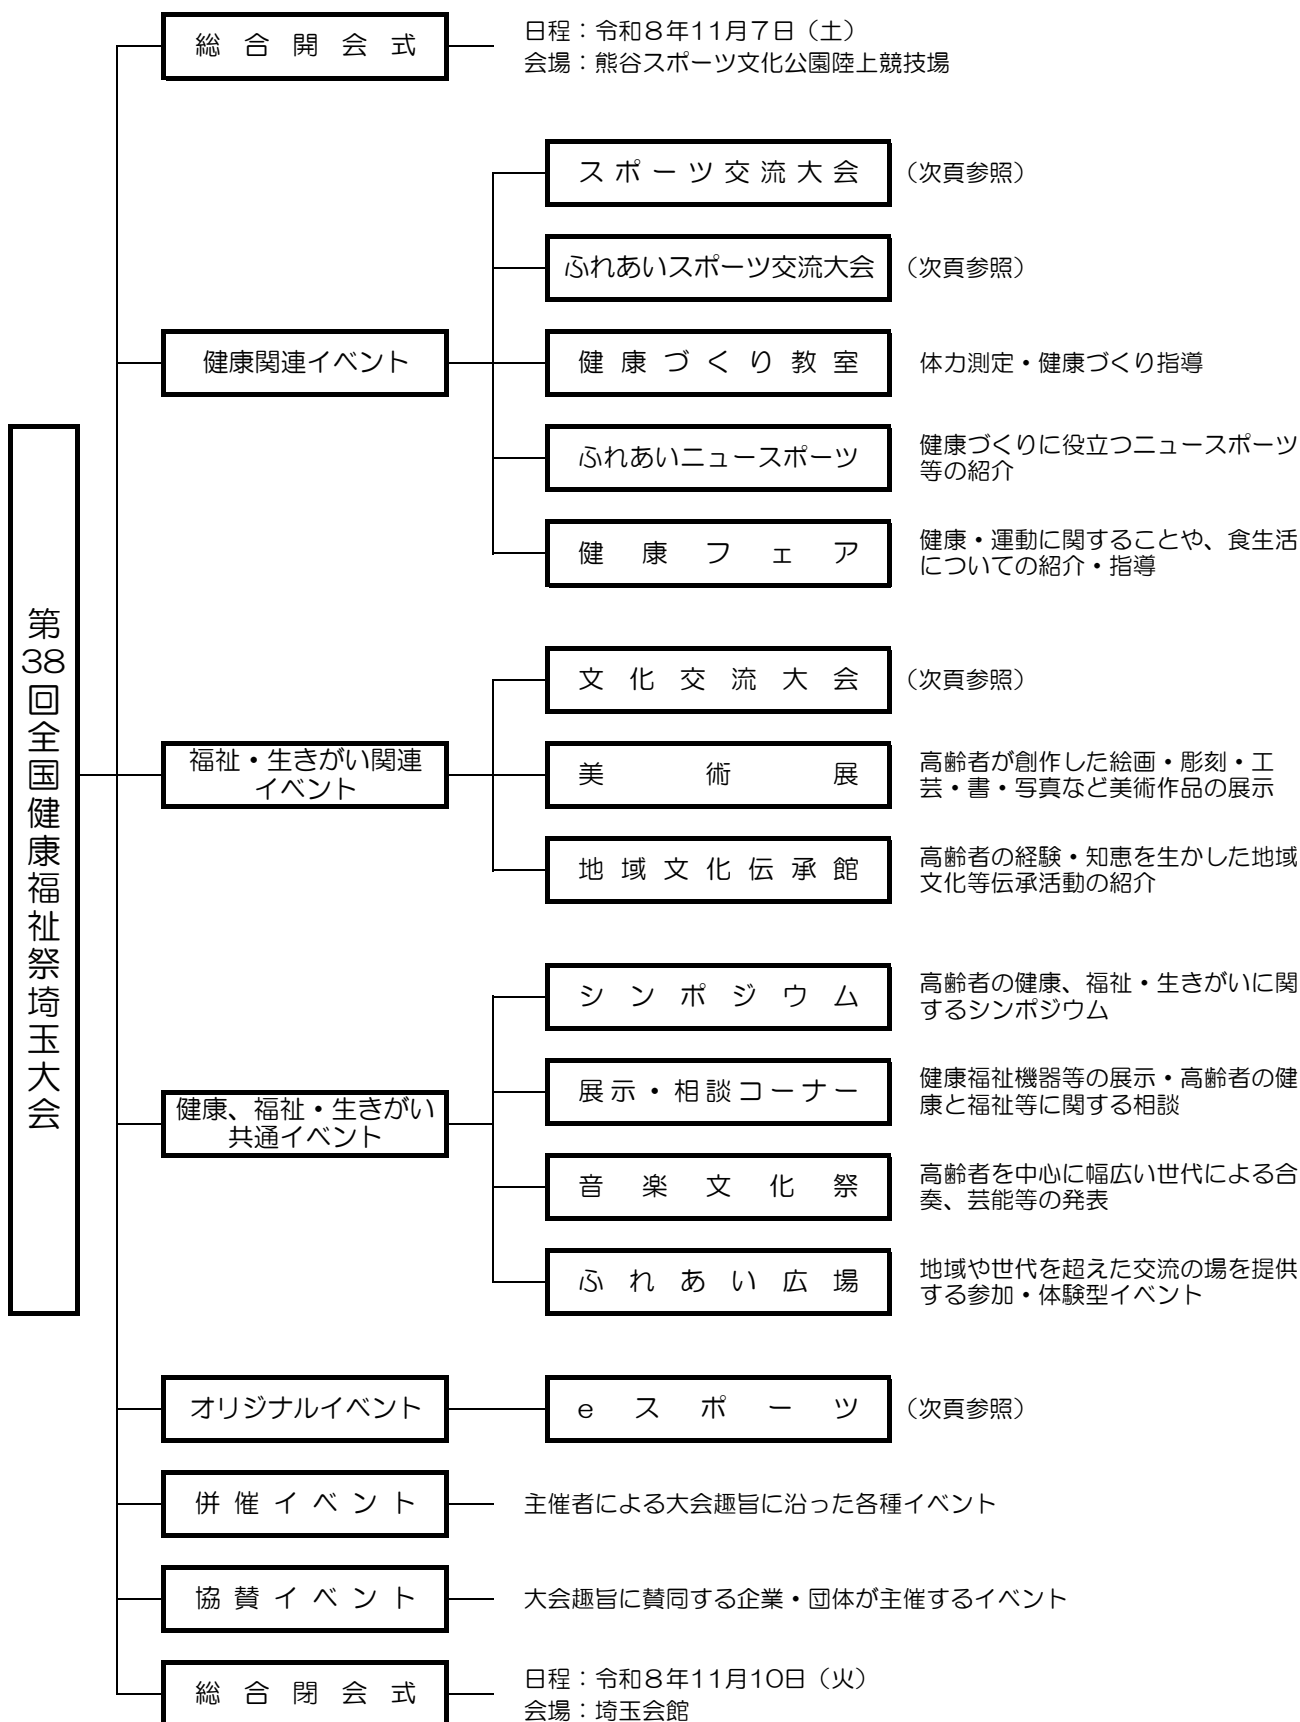 第38回全国健康福祉祭埼玉大会
総合開会式
日程：令和８年11月７日（土）
会場：熊谷スポーツ文化公園陸上競技場
健康関連イベント
スポーツ交流大会
（次頁参照）
ふれあいスポーツ交流大会
（次頁参照）
健康づくり教室
体力測定・健康づくり指導
ふれあいニュースポーツ
健康づくりに役立つニュースポーツ
等の紹介
健康フェア
健康・運動に関することや、食生活
についての紹介・指導
福祉・生きがい関連
イベント
文化交流大会
（次頁参照）
美術展
高齢者が創作した絵画・彫刻・工
芸・書・写真など美術作品の展示
地域文化伝承館
高齢者の経験・知恵を生かした地域
文化等伝承活動の紹介
健康、福祉・生きがい
共通イベント
シンポジウム
高齢者の健康、福祉・生きがいに関
するシンポジウム
展示・相談コーナー
健康福祉機器等の展示・高齢者の健
康と福祉等に関する相談
音楽文化祭
高齢者を中心に幅広い世代による合
奏、芸能等の発表
ふれあい広場
地域や世代を超えた交流の場を提供
する参加・体験型イベント
オリジナルイベント
eスポーツ
（次頁参照）
併催イベント
主催者による大会趣旨に沿った各種イベント
協賛イベント
大会趣旨に賛同する企業・団体が主催するイベント
総合閉会式
日程：令和８年11月10日（火）
会場：埼玉会館